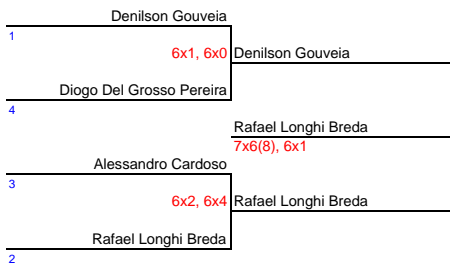 Denilson Gouveia
1
6x1, 6x0 Denilson Gouveia
Diogo Del Grosso Pereira
4
Rafael Longhi Breda
7x6(8), 6x1
Alessandro Cardoso
3
6x2, 6x4 Rafael Longhi Breda
Rafael Longhi Breda
2